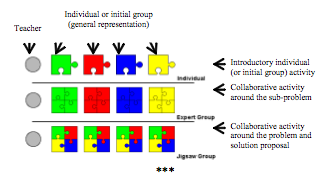 Individual or initial group
(general representation)
Teacher
Introductory individual
(or initial group) activity
Individual
Collaborative activity
around the sub-problem
Expert Group
Collaborative activity
around the problem and
solution proposal
Jigsaw Group
***